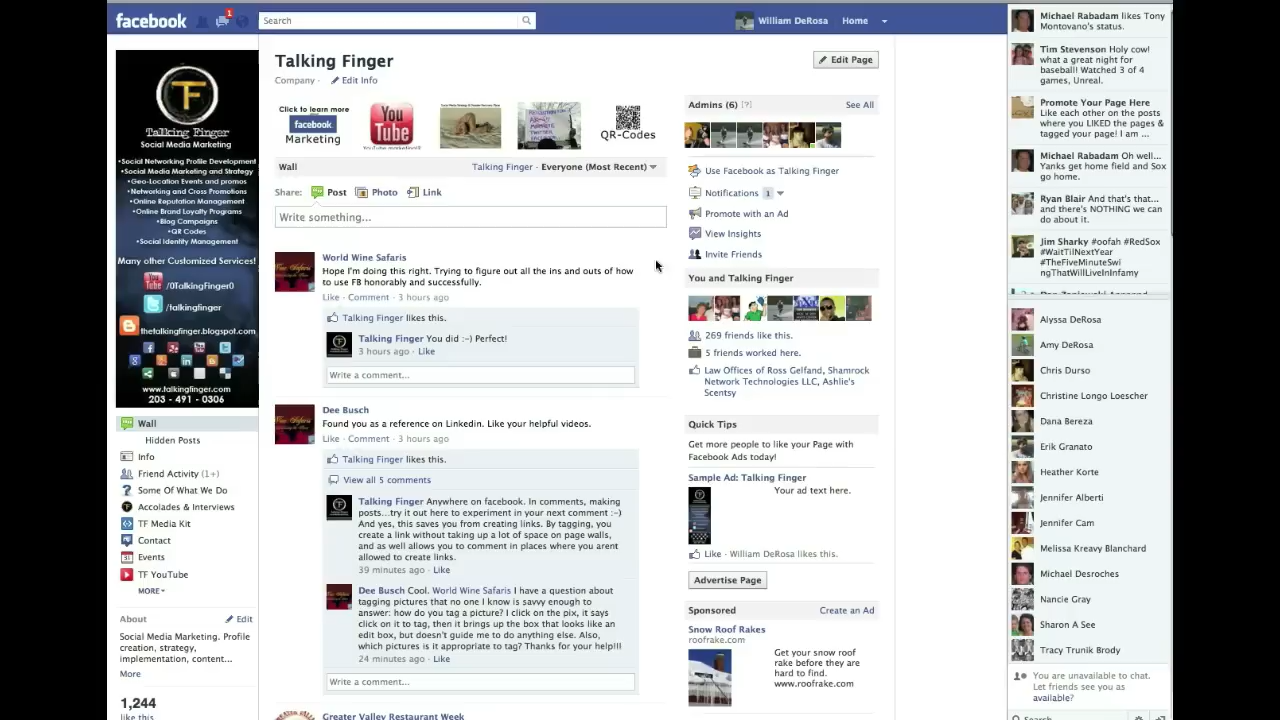 facebook
1
Search
William DeRosa
Home
Talking Finger
Company ·
Edit Info
Edit Page
Click to learn more
facebook
Marketing
You
Tube
QR-Codes
Wall
Talking Finger · Everyone (Most Recent)
Share:
Post
Photo
Link
Write something...
World Wine Safaris
Hope I'm doing this right. Trying to figure out all the ins and outs of how
to use FB honorably and successfully.
Like · Comment · 3 hours ago
Talking Finger likes this.
Talking Finger You did :-) Perfect!
3 hours ago · Like
Write a comment...
Dee Busch
Found you as a reference on Linkedin. Like your helpful videos.
Like · Comment · 3 hours ago
Talking Finger likes this.
View all 5 comments
Talking Finger Anywhere on facebook. In comments, making
posts...try it out here to experiment in your next comment :-)
And yes, this saves you from creating links. By tagging, you
create a link without taking up a lot of space on page walls,
and as well allows you to comment in places where you arent
allowed to create links.
39 minutes ago · Like
Dee Busch Cool. World Wine Safaris I have a question about
tagging pictures that no one I know is savvy enough to
answer: how do you tag a picture? I click on the pix, it says
click on it to tag, then it brings up the box that looks like an
edit box, but doesn't guide me to do anything else. Also,
which pictures is it appropriate to tag? Thanks for your help!!!
24 minutes ago · Like
Write a comment...
Greater Valley Restaurant Week
TF
Talking Finger
Social Media Marketing
•Social Networking Profile Development
•Social Media Marketing and Strategy
•Geo-Location Events and promos
•Networking and Cross Promotions
•Online Reputation Management
•Online Brand Loyalty Programs
•Blog Campaigns
•QR Codes
•Social Identity Management
Many other Customized Services!
/0TalkingFinger0
/talkingfinger
thetalkingfinger.blogspot.com
www.talkingfinger.com
203 - 491 - 0306
Wall
Hidden Posts
Info
Friend Activity (1+)
Some Of What We Do
Accolades & Interviews
TF Media Kit
Contact
Events
TF YouTube
MORE
About
Edit
Social Media Marketing. Profile
creation, strategy,
implementation, content...
More
1,244
like this
Admins (6) [?]
See All
Use Facebook as Talking Finger
Notifications 1
Promote with an Ad
View Insights
Invite Friends
You and Talking Finger
269 friends like this.
5 friends worked here.
Law Offices of Ross Gelfand, Shamrock
Network Technologies LLC, Ashlie's
Scentsy
Quick Tips
Get more people to like your Page with
Facebook Ads today!
Sample Ad: Talking Finger
Your ad text here.
Like · William DeRosa likes this.
Advertise Page
Sponsored
Create an Ad
Snow Roof Rakes
roofrake.com
Get your snow roof
rake before they are
hard to find.
www.roofrake.com
Michael Rabadam likes Tony
Montovano's status.
Tim Stevenson Holy cow!
what a great night for
baseball! Watched 3 of 4
games, Unreal.
Promote Your Page Here
Like each other on the posts
where you LIKED the pages &
tagged your page! I am ...
Michael Rabadam Oh well...
Yanks get home field and Sox
go home.
Ryan Blair And that's that...
and there's NOTHING we can
do about it.
Jim Sharky #oofah #RedSox
#WaitTilNextYear
#TheFiveMinuteSwi
ngThatWillLiveInInfamy
Alyssa DeRosa
Amy DeRosa
Chris Durso
Christine Longo Loescher
Dana Bereza
Erik Granato
Heather Korte
Jennifer Alberti
Jennifer Cam
Melissa Kreavy Blanchard
Michael Desroches
Nancie Gray
Sharon A See
Tracy Trunik Brody
You are unavailable to chat.
Let friends see you as
available?
Search